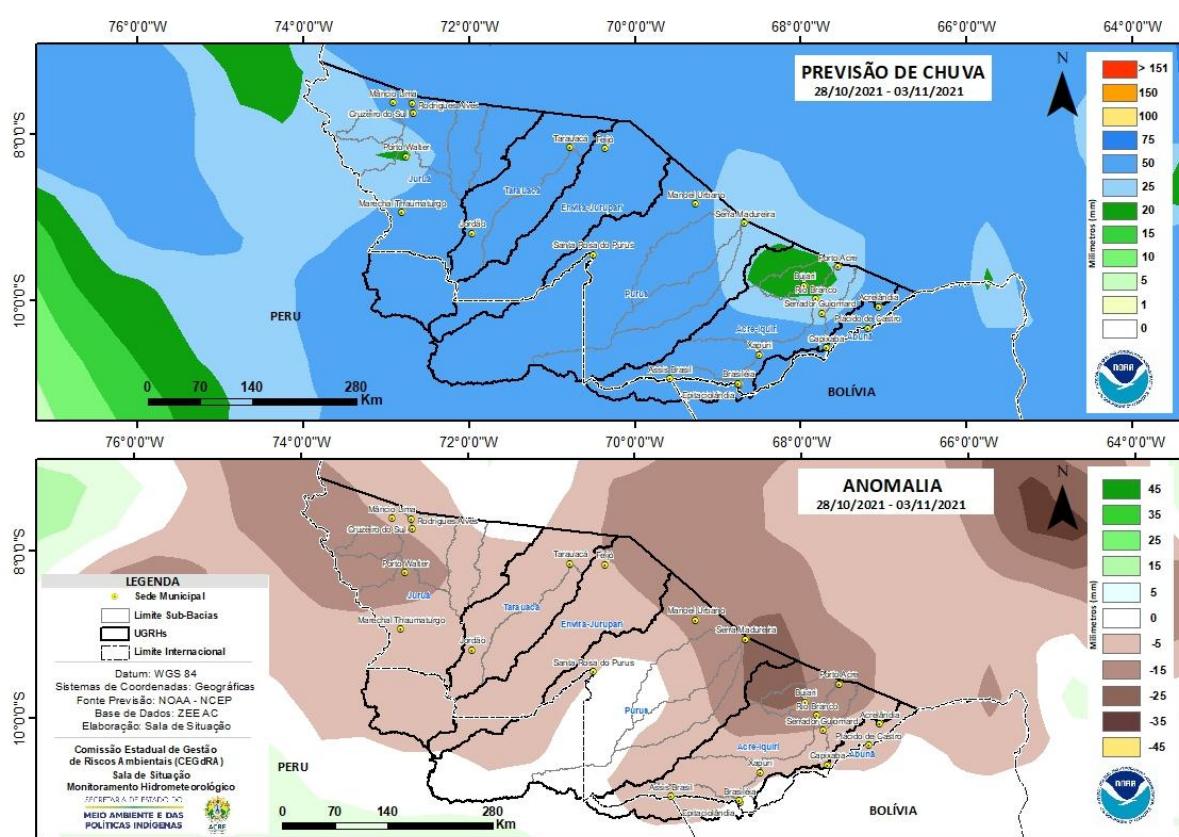 76°0'0"W 74°0'0"W 72°0'0"W 70°0'0"W 68°0'0"W 66°0'0"W 64°0'0"W
PREVISÃO DE CHUVA
28/10/2021 - 03/11/2021
N
> 151
150
100
75
50
25
20
15
10
5
1
0
Milímetros (mm)
8°0'0"S
10°0'0"S
Mâncio Lima
Rodrigues Alves
Cruzeiro do Sul
Porto Walter
Juruá
Marechal Thaumaturgo
Tarauacá
Feijó
Tarauacá
Envira-Jurupari
Jordão
Santa Rosa do Purus
Manoel Urbano
Serra Madureira
Purus
Porto Acre
Bujari
Rio Branco
Serrador Guiomard
Acrelândia
Plácido de Castro
Acre-Iquiri
Abunã
Capixaba
Xapuri
Assis Brasil
Brasiléia
Epitaciolândia
PERU
BOLÍVIA
0 70 140 280
Km
NOAA
76°0'0"W 74°0'0"W 72°0'0"W 70°0'0"W 68°0'0"W 66°0'0"W 64°0'0"W
ANOMALIA
28/10/2021 - 03/11/2021
N
45
35
25
15
5
0
-5
-15
-25
-35
-45
Milímetros (mm)
8°0'0"S
10°0'0"S
Mâncio Lima
Rodrigues Alves
Cruzeiro do Sul
Porto Walter
Juruá
Marechal Thaumaturgo
Tarauacá
Feijó
Tarauacá
Envira-Jurupari
Jordão
Santa Rosa do Purus
Manoel Urbano
Serra Madureira
Purus
Porto Acre
Bujari
Rio Branco
Serrador Guiomard
Acrelândia
Plácido de Castro
Acre-Iquiri
Abunã
Capixaba
Xapuri
Assis Brasil
Brasiléia
Epitaciolândia
PERU
BOLÍVIA
0 70 140 280
Km
NOAA
LEGENDA
Sede Municipal
Limite Sub-Bacias
UGRHs
Limite Internacional
Datum: WGS 84
Sistemas de Coordenadas: Geográficas
Fonte Previsão: NOAA - NCEP
Base de Dados: ZEE AC
Elaboração: Sala de Situação
Comissão Estadual de Gestão
de Riscos Ambientais (CEGdRA)
Sala de Situação
Monitoramento Hidrometeorológico
SECRETARIA DE ESTADO DO
MEIO AMBIENTE E DAS
POLÍTICAS INDÍGENAS
ACRE